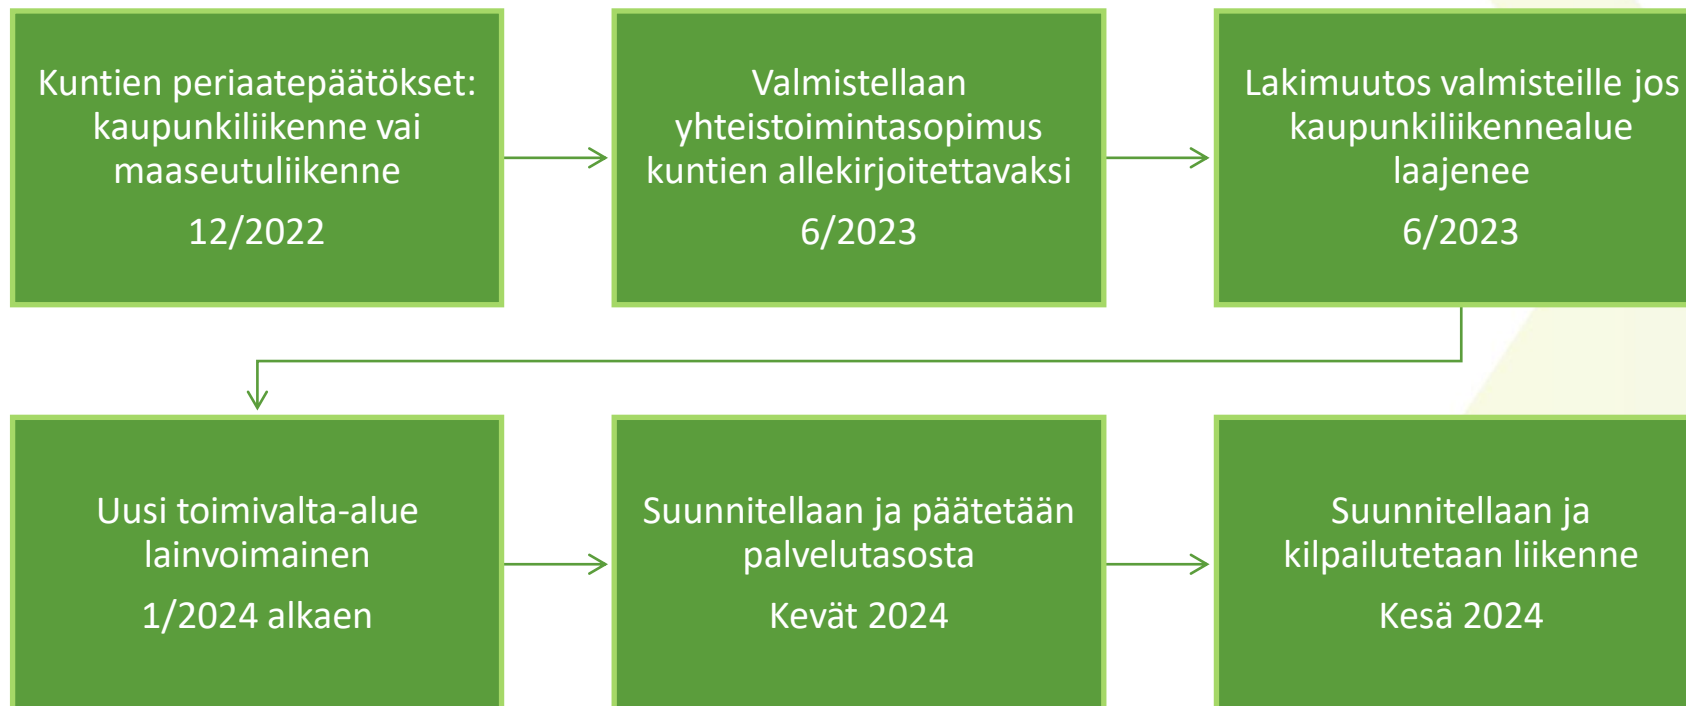 Kuntien periaatepäätökset:
kaupunkiliikenne vai
maaseutuliikenne
12/2022
Valmistellaan
yhteistoimintasopimus
kuntien allekirjoitettavaksi
6/2023
Lakimuutos valmisteille jos
kaupunkiliikennealue
laajenee
6/2023
Uusi toimivalta-alue
lainvoimainen
1/2024 alkaen
Suunnitellaan ja päätetään
palvelutasosta
Kevät 2024
Suunnitellaan ja
kilpailutetaan liikenne
Kesä 2024